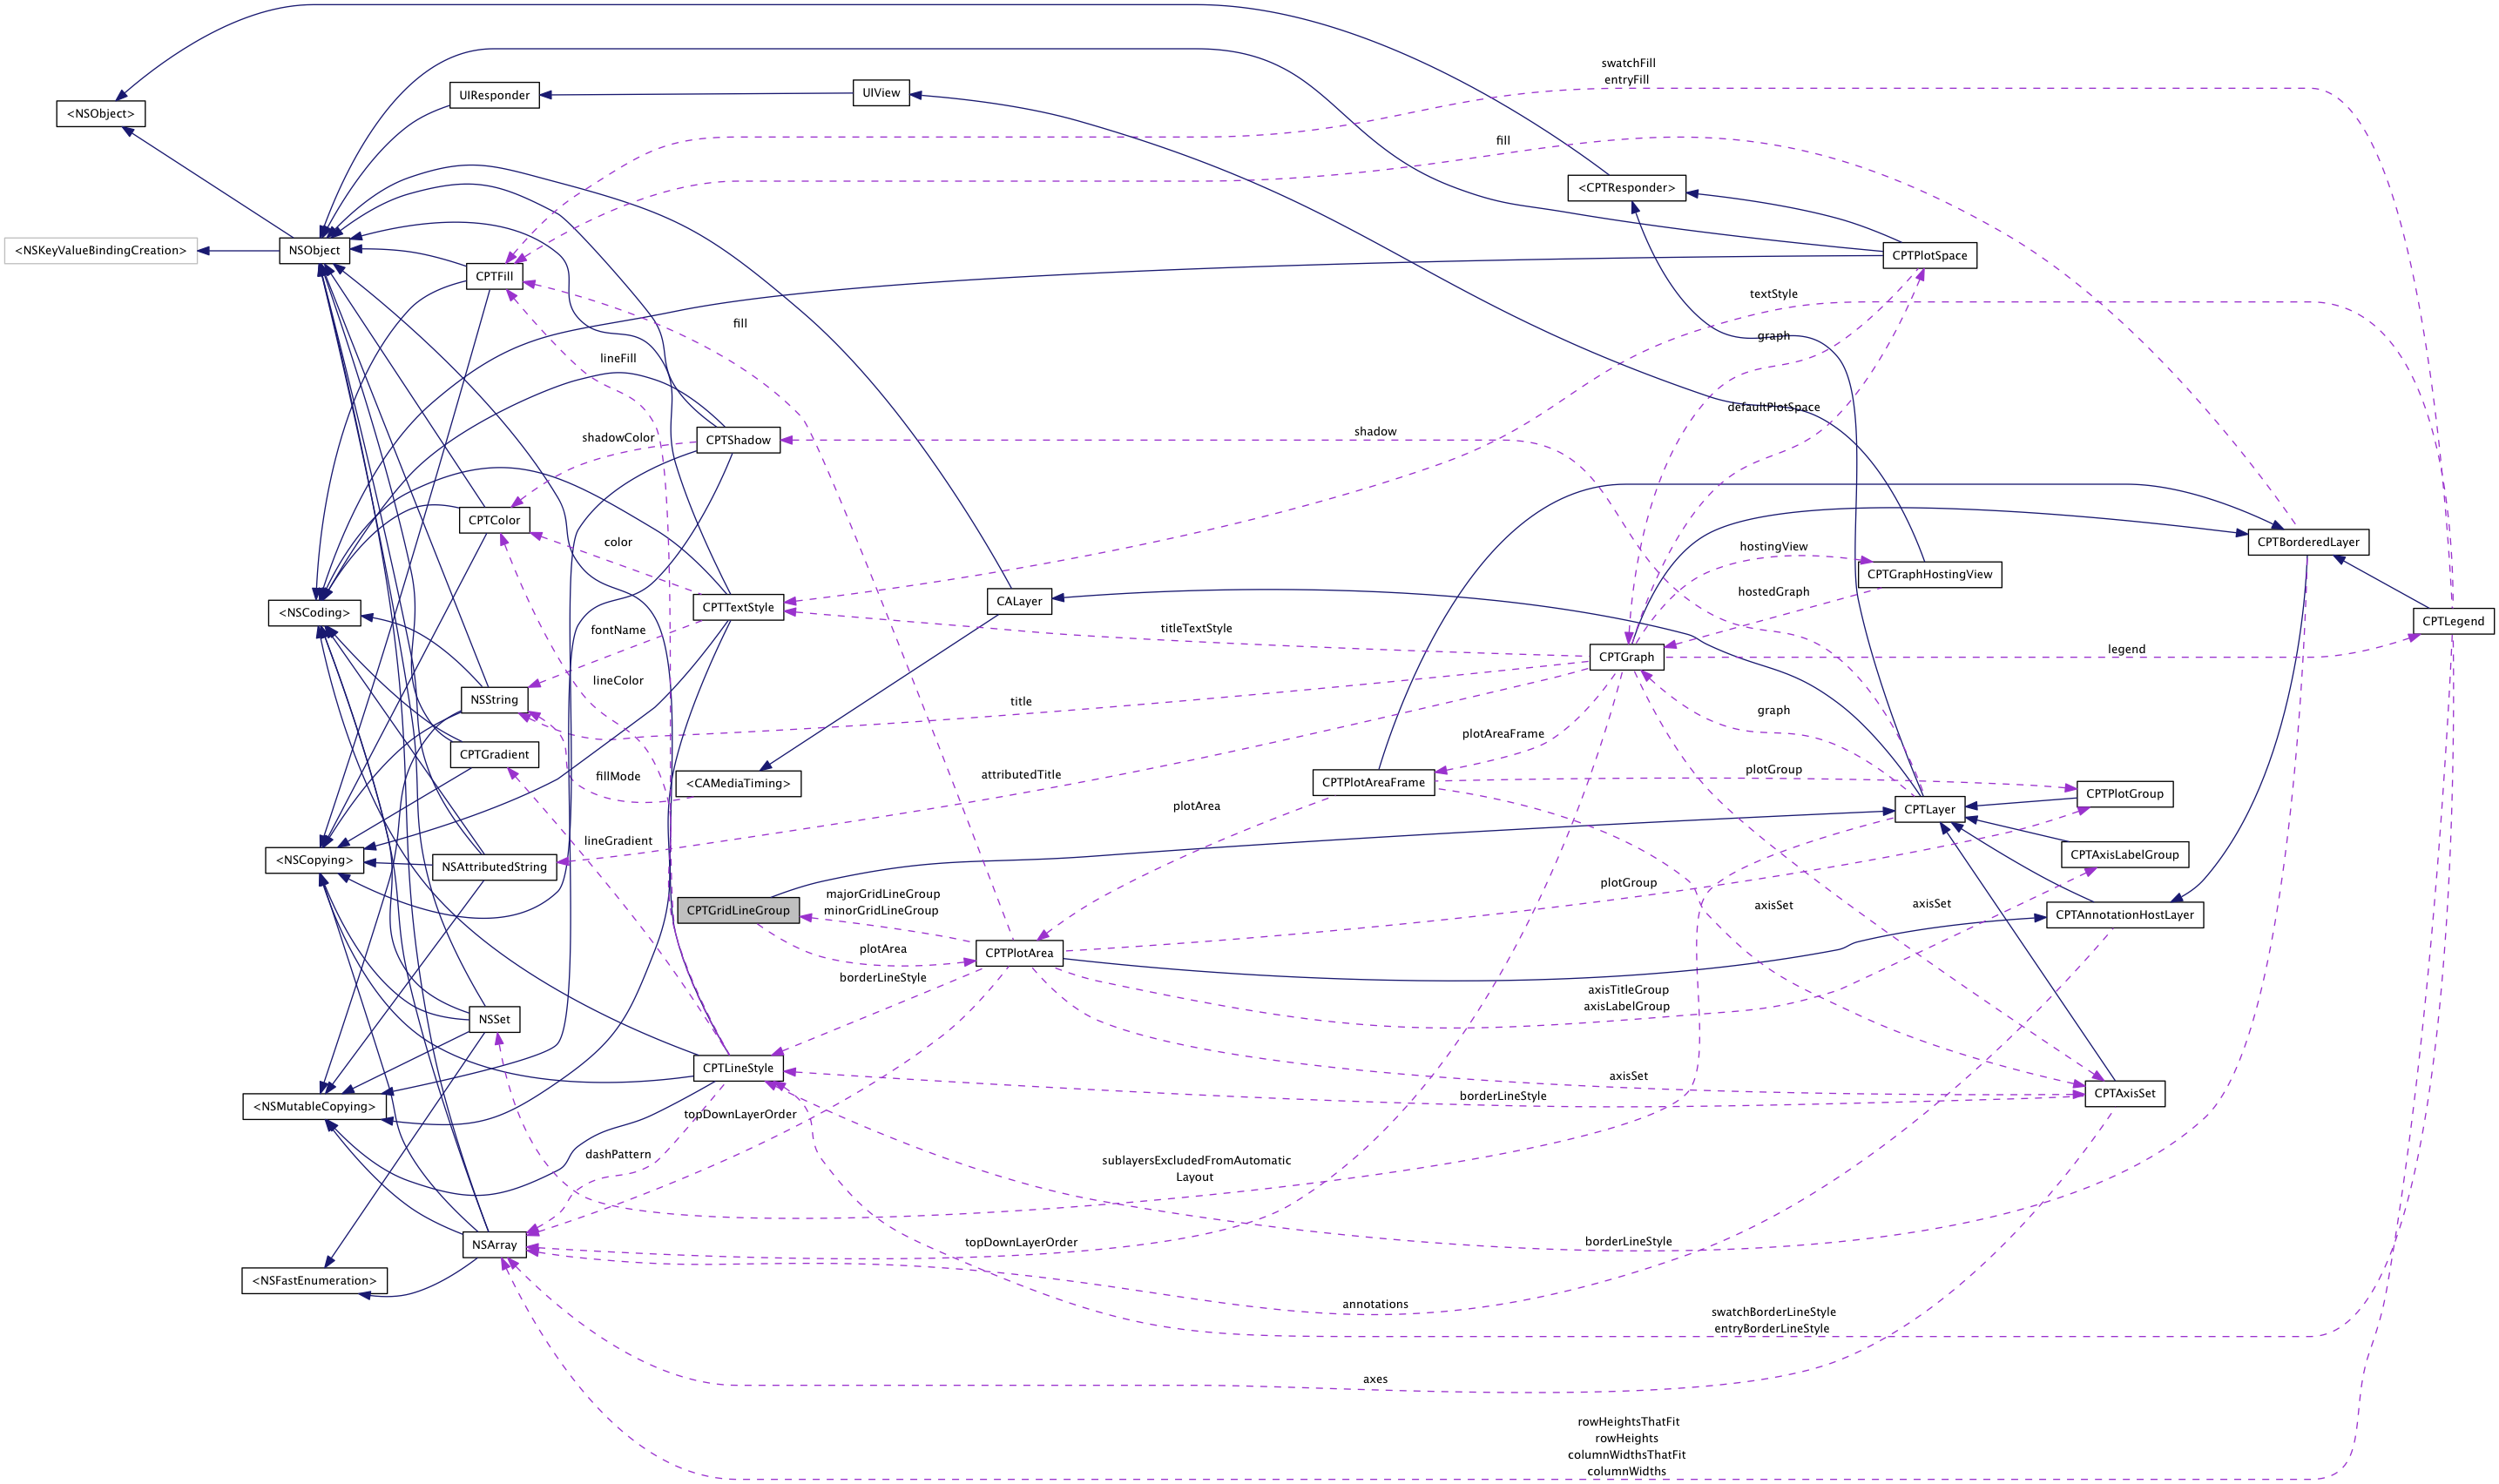 swatchFill
entryFill
UIResponder
UIView
<NSObject>
fill
<CPTResponder>
<NSKeyValueBindingCreation>
NSObject
CPTPlotSpace
CPTFill
textStyle
fill
graph
lineFill
defaultPlotSpace
shadowColor
CPTShadow
shadow
CPTColor
color
hostingView
CPTBorderedLayer
CPTGraphHostingView
hostedGraph
<NSCoding>
CPTTextStyle
CALayer
CPTLegend
fontName
titleTextStyle
CPTGraph
legend
lineColor
NSString
title
graph
plotAreaFrame
CPTGradient
fillMode
attributedTitle
plotGroup
<CAMediaTiming>
CPTPlotAreaFrame
CPTPlotGroup
plotArea
CPTLayer
lineGradient
<NSCopying>
NSAttributedString
CPTAxisLabelGroup
plotGroup
majorGridLineGroup
CPTGridLineGroup
minorGridLineGroup
axisSet
axisSet
CPTAnnotationHostLayer
plotArea
CPTPlotArea
borderLineStyle
axisTitleGroup
axisLabelGroup
NSSet
CPTLineStyle
axisSet
borderLineStyle
CPTAxisSet
<NSMutableCopying>
topDownLayerOrder
dashPattern
sublayersExcludedFromAutomatic
Layout
NSArray
topDownLayerOrder
borderLineStyle
<NSFastEnumeration>
annotations
swatchBorderLineStyle
entryBorderLineStyle
axes
rowHeightsThatFit
rowHeights
columnWidthsThatFit
columnWidths